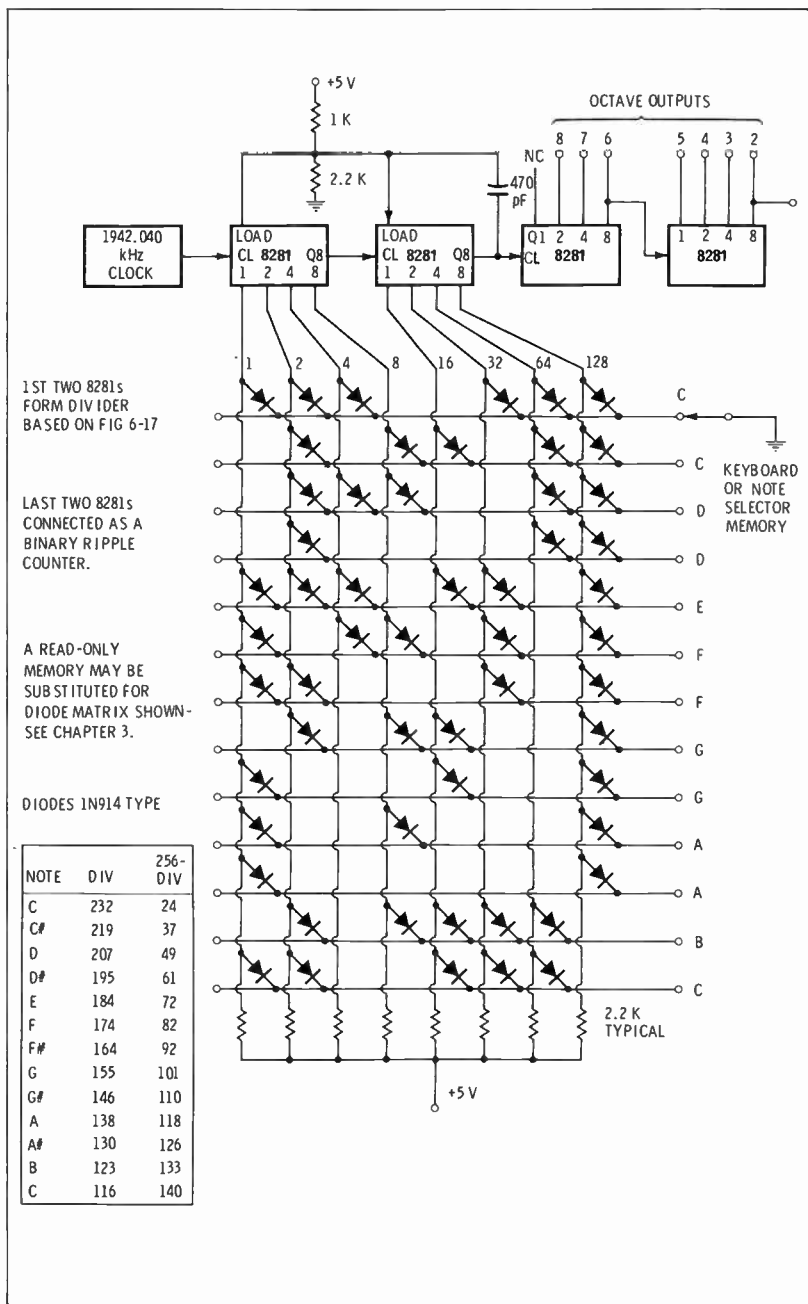 +5 V
1 K
2.2 K
470
pF
OCTAVE OUTPUTS
8 7 6 5 4 3 2
NC
1942.040
kHz
CLOCK
LOAD
CL 8281 Q8
1 2 4 8
LOAD
CL 8281 Q8
1 2 4 8
Q1 2 4 8
CL 8281
1 2 4 8
8281
1 2 4 8 16 32 64 128
1ST TWO 8281s
FORM DIVIDER
BASED ON FIG 6-17
LAST TWO 8281s
CONNECTED AS A
BINARY RIPPLE
COUNTER.
A READ-ONLY
MEMORY MAY BE
SUBSTITUTED FOR
DIODE MATRIX SHOWN-
SEE CHAPTER 3.
DIODES 1N914 TYPE
C
KEYBOARD
OR NOTE
SELECTOR
MEMORY
C
D
D
E
F
F
G
G
A
A
B
C
2.2 K
TYPICAL
+5 V
NOTE DIV 256-
DIV
C 232 24
C# 219 37
D 207 49
D# 195 61
E 184 72
F 174 82
F# 164 92
G 155 101
G# 146 110
A 138 118
A# 130 126
B 123 133
C 116 140